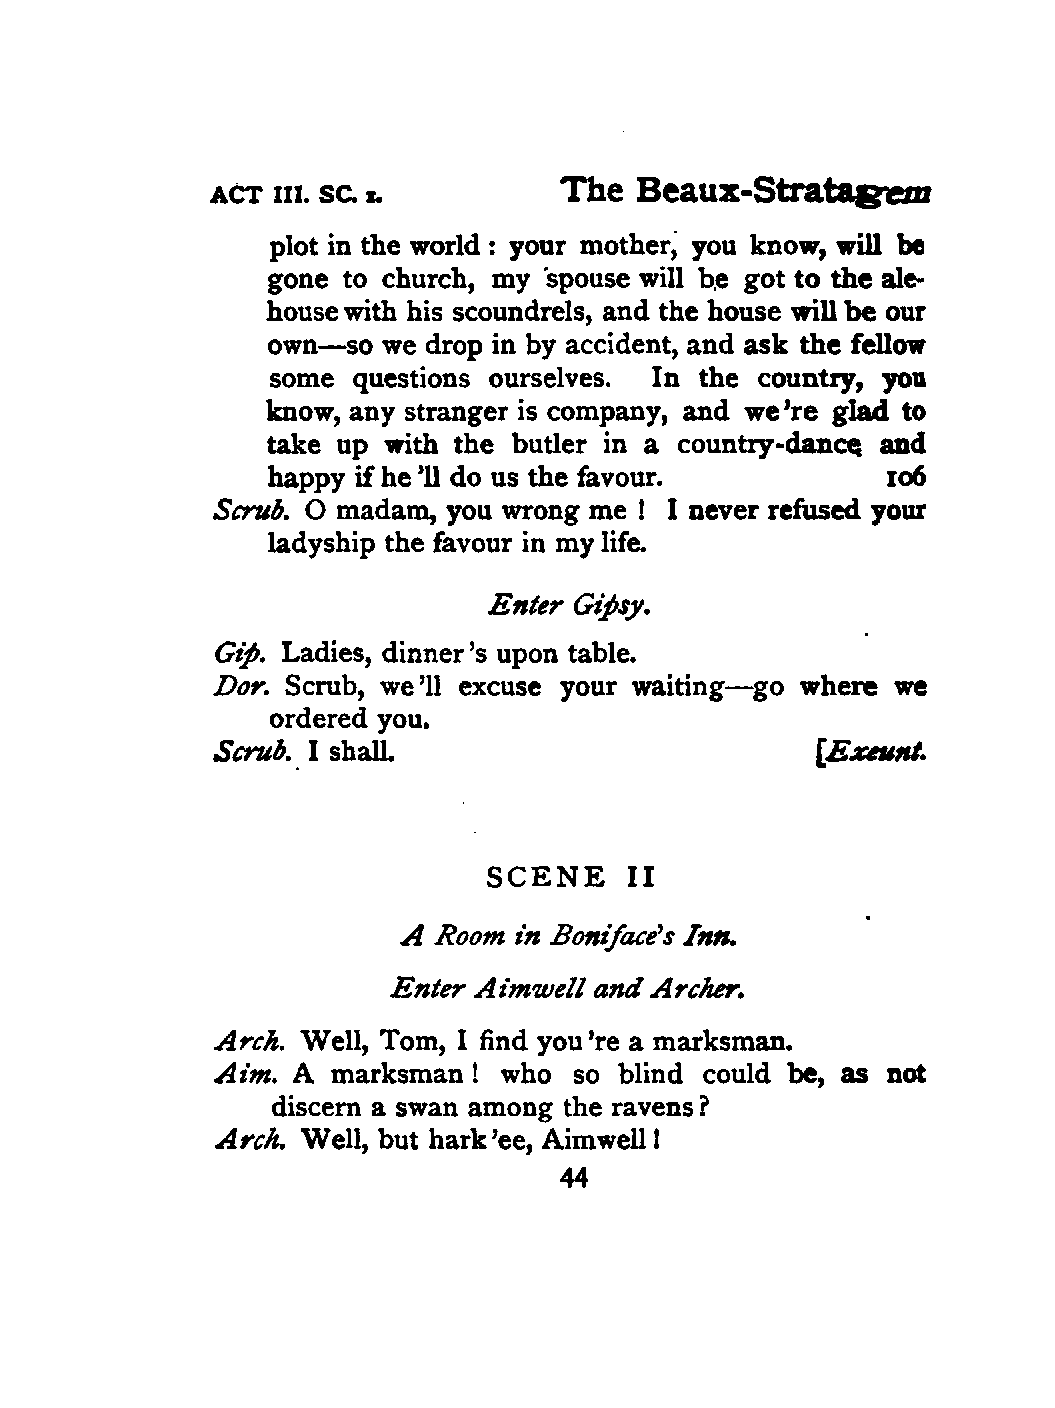 ACT III. SC. I. The Beaux-Stratagem
plot in the world : your mother, you know, will be
gone to church, my spouse will be got to the ale-
house with his scoundrels, and the house will be our
own—so we drop in by accident, and ask the fellow
some questions ourselves. In the country, you
know, any stranger is company, and we 're glad to
take up with the butler in a country-dance, and
happy if he 'll do us the favour. 106
Scrub. O madam, you wrong me ! I never refused your
ladyship the favour in my life.
Enter Gipsy.
Gip. Ladies, dinner 's upon table.
Dor. Scrub, we 'll excuse your waiting—go where we
ordered you.
Scrub. I shall. [Exeunt.
SCENE II
A Room in Boniface's Inn.
Enter Aimwell and Archer.
Arch. Well, Tom, I find you 're a marksman.
Aim. A marksman ! who so blind could be, as not
discern a swan among the ravens ?
Arch. Well, but hark 'ee, Aimwell !
44